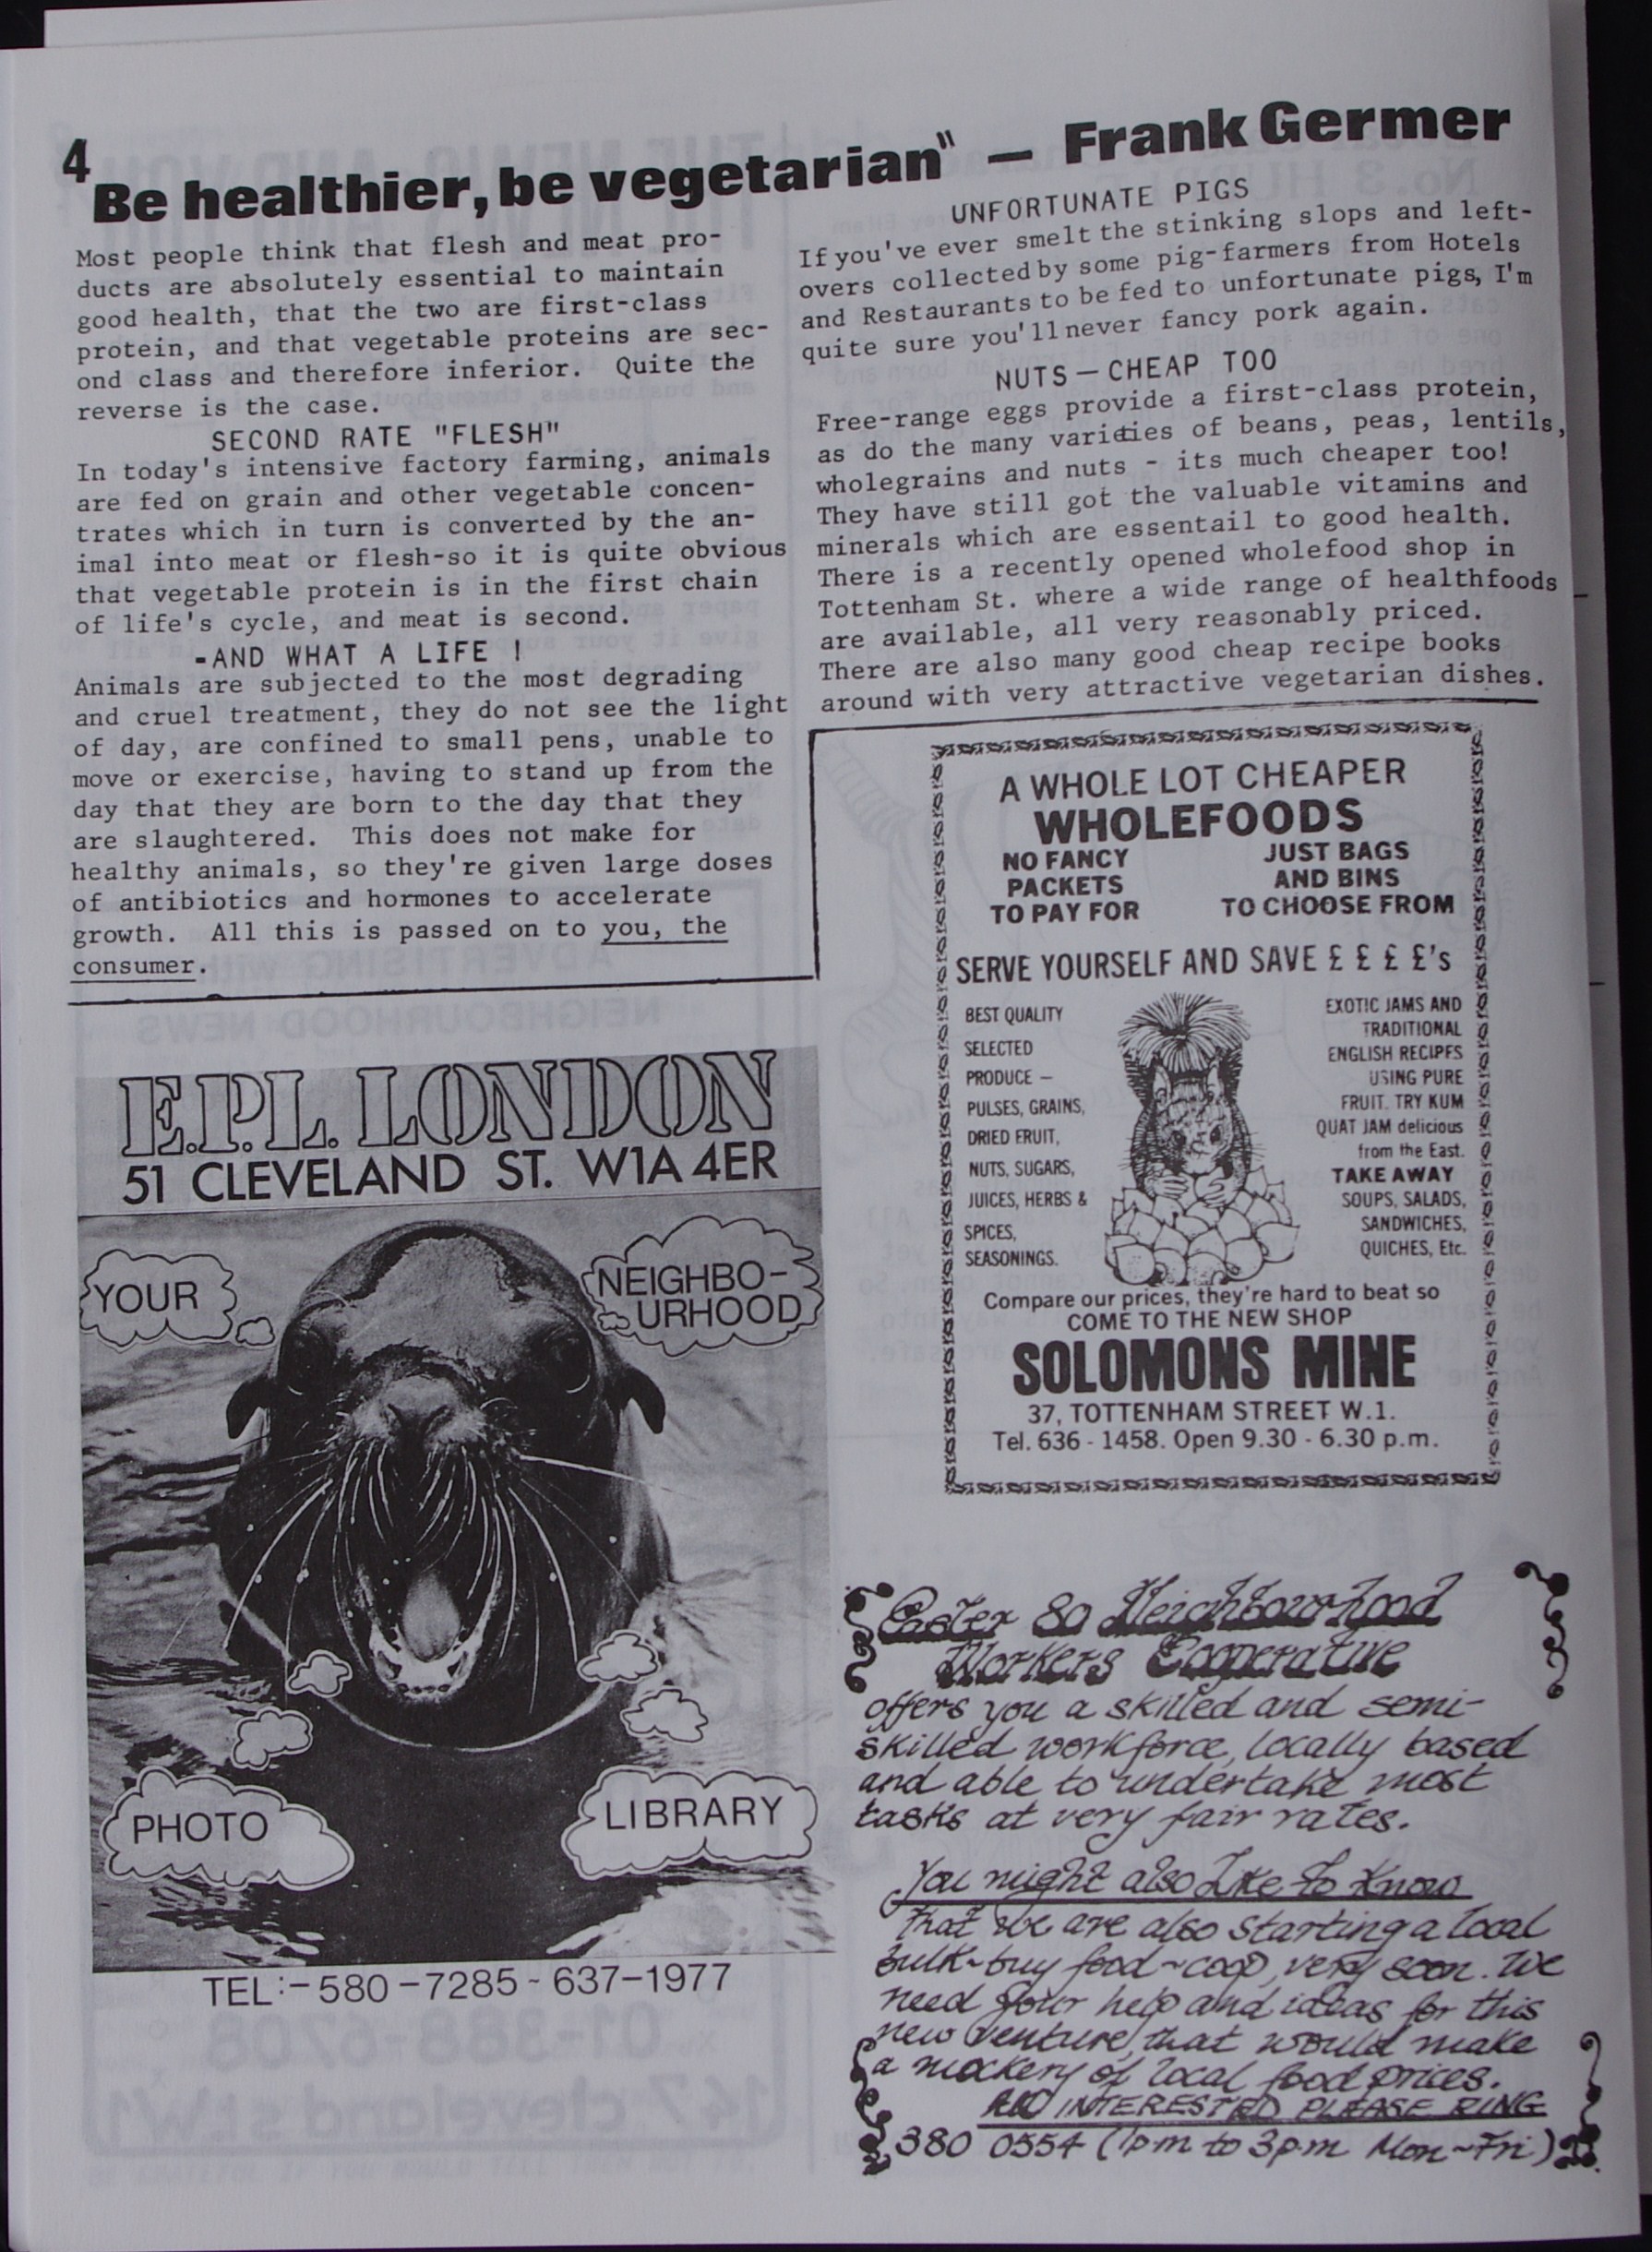 4
Be healthier, be vegetarian" — Frank Germer
Most people think that flesh and meat pro-
ducts are absolutely essential to maintain
good health, that the two are first-class
protein, and that vegetable proteins are sec-
ond class and therefore inferior. Quite the
reverse is the case.
SECOND RATE "FLESH"
In today's intensive factory farming, animals
are fed on grain and other vegetable concen-
trates which in turn is converted by the an-
imal into meat or flesh-so it is quite obvious
that vegetable protein is in the first chain
of life's cycle, and meat is second.
-AND WHAT A LIFE !
Animals are subjected to the most degrading
and cruel treatment, they do not see the light
of day, are confined to small pens, unable to
move or exercise, having to stand up from the
day that they are born to the day that they
are slaughtered. This does not make for
healthy animals, so they're given large doses
of antibiotics and hormones to accelerate
growth. All this is passed on to you, the
consumer.
UNFORTUNATE PIGS
If you've ever smelt the stinking slops and left-
overs collected by some pig-farmers from Hotels
and Restaurants to be fed to unfortunate pigs, I'm
quite sure you'll never fancy pork again.
NUTS — CHEAP TOO
Free-range eggs provide a first-class protein,
as do the many varieties of beans, peas, lentils,
wholegrains and nuts - its much cheaper too!
They have still got the valuable vitamins and
minerals which are essentail to good health.
There is a recently opened wholefood shop in
Tottenham St. where a wide range of healthfoods
are available, all very reasonably priced.
There are also many good cheap recipe books
around with very attractive vegetarian dishes.
E.P.L. LONDON
51 CLEVELAND ST. W1A 4ER
YOUR
NEIGHBO-
URHOOD
PHOTO
LIBRARY
TEL:- 580 - 7285 - 637-1977
A WHOLE LOT CHEAPER
WHOLEFOODS
NO FANCY
PACKETS
TO PAY FOR
JUST BAGS
AND BINS
TO CHOOSE FROM
SERVE YOURSELF AND SAVE £ £ £ £'s
BEST QUALITY
SELECTED
PRODUCE —
PULSES, GRAINS,
DRIED FRUIT,
NUTS, SUGARS,
JUICES, HERBS &
SPICES,
SEASONINGS.
EXOTIC JAMS AND
TRADITIONAL
ENGLISH RECIPES
USING PURE
FRUIT. TRY KUM
QUAT JAM delicious
from the East.
TAKE AWAY
SOUPS, SALADS,
SANDWICHES,
QUICHES, Etc.
Compare our prices, they're hard to beat so
COME TO THE NEW SHOP
SOLOMONS MINE
37, TOTTENHAM STREET W.1.
Tel. 636 - 1458. Open 9.30 - 6.30 p.m.
Easter 80 Neighbourhood
Workers Cooperative
offers you a skilled and semi-
skilled workforce, locally based
and able to undertake most
tasks at very fair rates.
You might also Like to Know
that we are also starting a local
bulk~buy food~coop, very soon. We
need your help and ideas for this
new venture, that would make
a mockery of local food prices.
INTERESTED PLEASE RING
380 0554 (1p.m to 3p.m Mon~Fri)